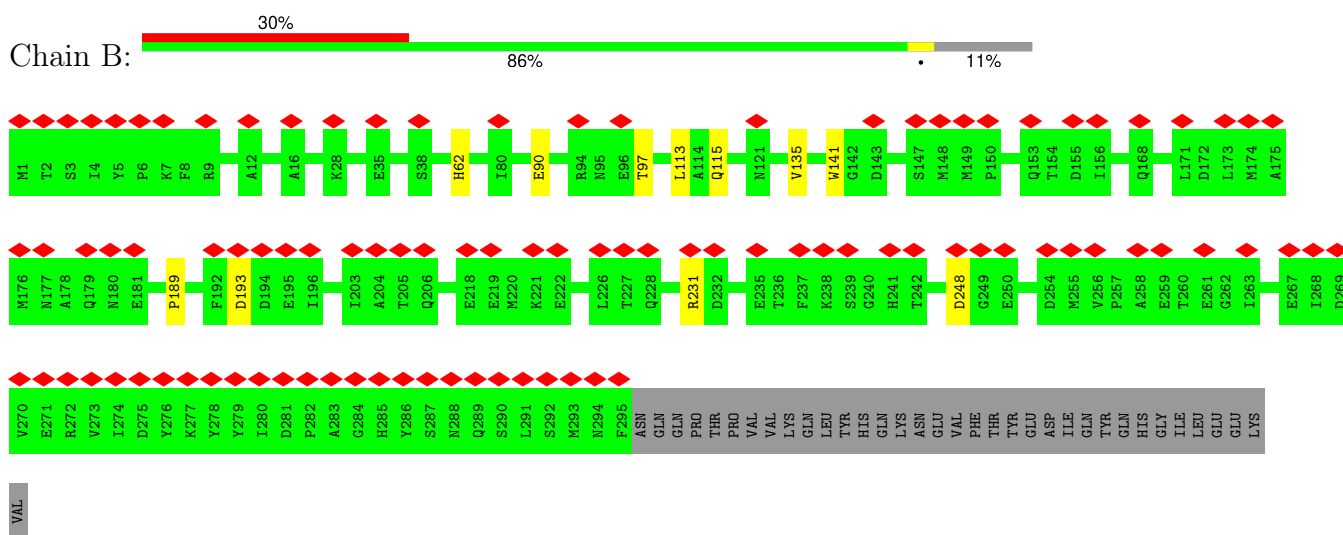 30%
Chain B:
86% • 11%
M1 T2 S3 I4 Y5 P6 K7 F8 R9 A12 A16 K28 E35 S38 H62 I80 E90 R94 N95 E96 T97 L113 A114 Q115 N121 V135 W141 G142 D143 S147 M148 M149 P150 Q153 T154 D155 I156 Q168 L171 D172 L173 M174 A175
M176 N177 A178 Q179 N180 E181 P189 F192 D193 D194 E195 I196 I203 A204 T205 Q206 E218 E219 M220 K221 E222 L226 T227 Q228 R231 D232 E235 T236 F237 K238 S239 G240 H241 T242 D248 G249 E250 D254 M255 V256 P257 A258 E259 T260 E261 G262 I263 E267 I268 D269
V270 E271 R272 V273 I274 D275 Y276 K277 Y278 Y279 I280 D281 P282 A283 G284 H285 Y286 S287 N288 Q289 S290 L291 S292 M293 N294 F295 ASN GLN GLN PRO THR PRO VAL VAL LYS GLN LEU TYR HIS GLN LYS ASN GLU VAL PHE THR TYR GLU ASP ILE GLN TYR GLN HIS GLY ILE LEU GLU GLU LYS
VAL